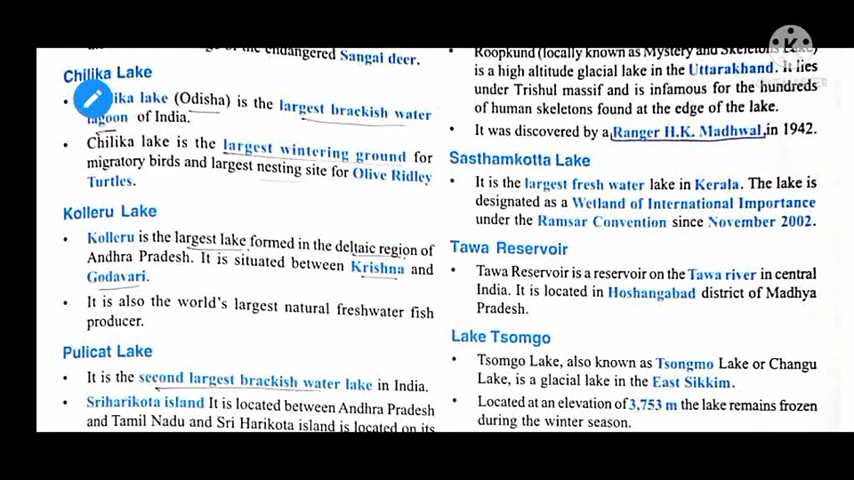 endangered Sangai deer.
Chilika Lake
ika lake (Odisha) is the largest brackish water
lagoon of India.
Chilika lake is the largest wintering ground for
migratory birds and largest nesting site for Olive Ridley
Turtles.
Kolleru Lake
Kolleru is the largest lake formed in the deltaic region of
Andhra Pradesh. It is situated between Krishna and
Godavari.
It is also the world's largest natural freshwater fish
producer.
Pulicat Lake
It is the second largest brackish water lake in India.
Sriharikota island It is located between Andhra Pradesh
and Tamil Nadu and Sri Harikota island is located on its
Roopkund (locally known as Mystery and Skeletons
is a high altitude glacial lake in the Uttarakhand. It lies
under Trishul massif and is infamous for the hundreds
of human skeletons found at the edge of the lake.
It was discovered by a Ranger H.K. Madhwal, in 1942.
Sasthamkotta Lake
It is the largest fresh water lake in Kerala. The lake is
designated as a Wetland of International Importance
under the Ramsar Convention since November 2002.
Tawa Reservoir
Tawa Reservoir is a reservoir on the Tawa river in central
India. It is located in Hoshangabad district of Madhya
Pradesh.
Lake Tsomgo
Tsomgo Lake, also known as Tsongmo Lake or Changu
Lake, is a glacial lake in the East Sikkim.
Located at an elevation of 3,753 m the lake remains frozen
during the winter season.